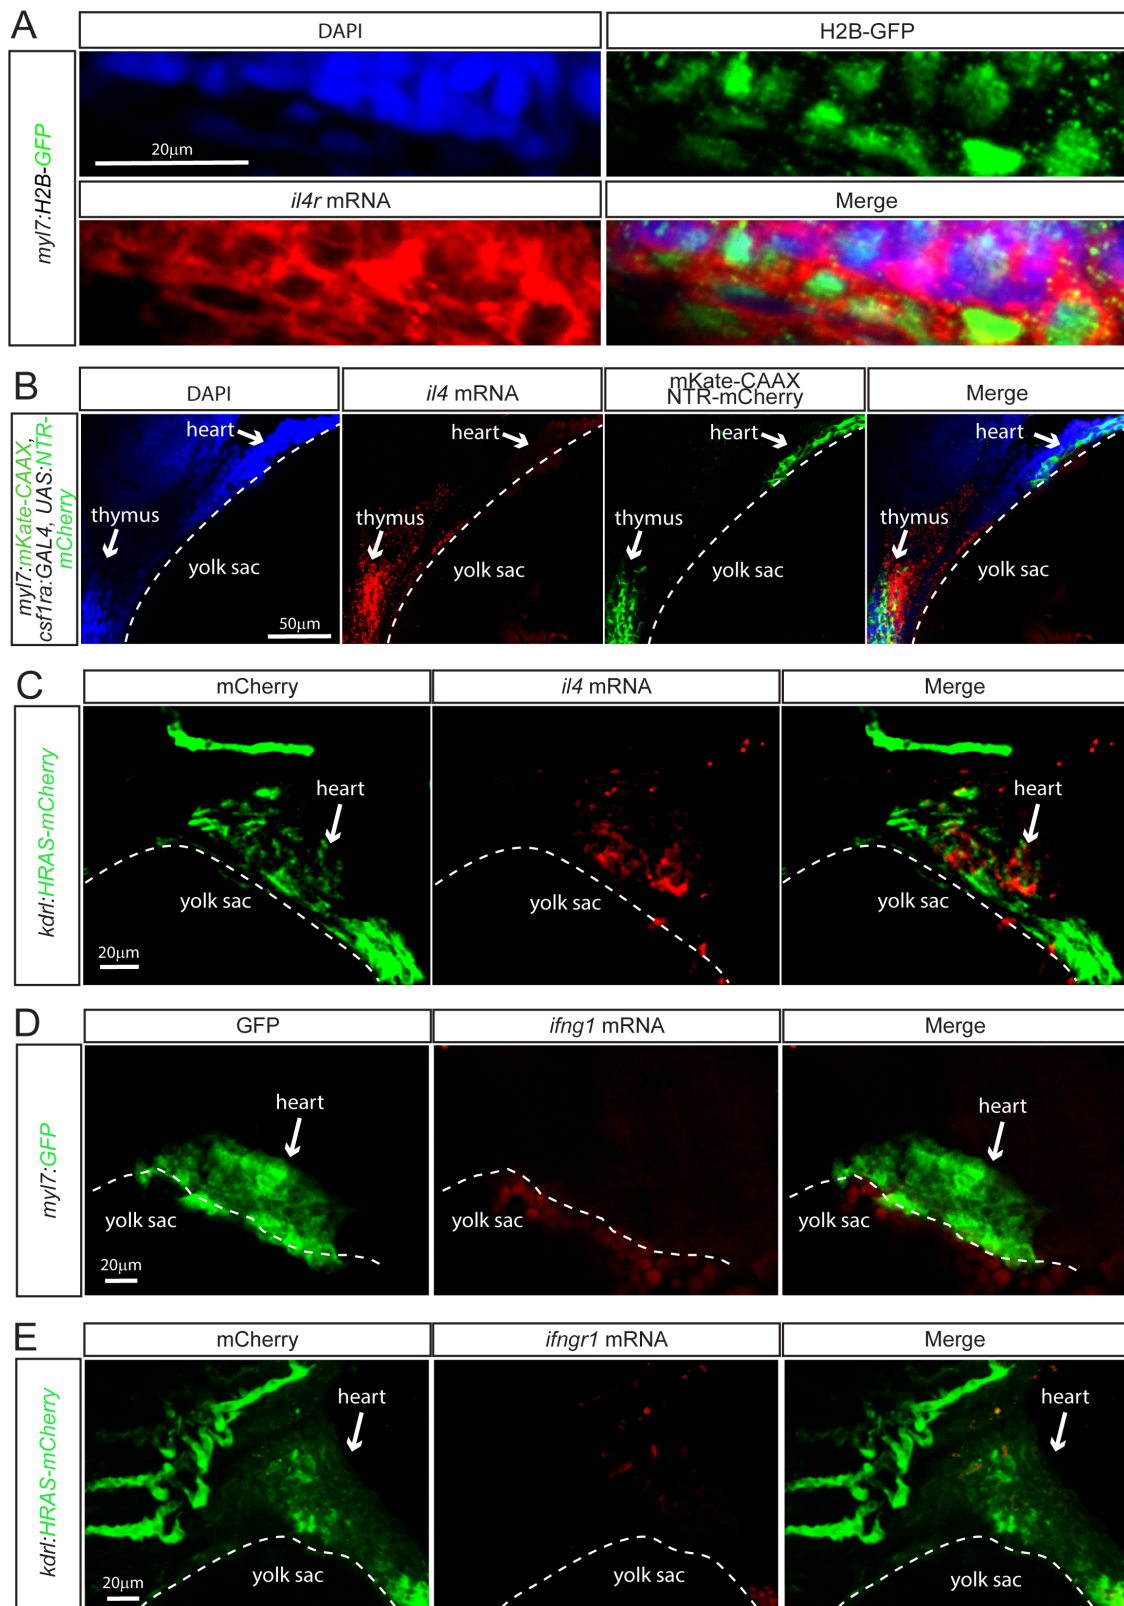 A
DAPI
H2B-GFP
myl7:H2B-GFP
20μm
il4r mRNA
Merge
B
DAPI
il4 mRNA
mKate-CAAX
NTR-mCherry
Merge
myl7:mKate-CAAX,
csf1ra:GAL4, UAS:NTR-
mCherry
heart
heart
heart
heart
thymus
thymus
thymus
thymus
yolk sac
yolk sac
yolk sac
yolk sac
50μm
C
mCherry
il4 mRNA
Merge
kdrl:HRAS-mCherry
heart
heart
yolk sac
yolk sac
yolk sac
20μm
D
GFP
ifng1 mRNA
Merge
myl7:GFP
heart
heart
yolk sac
yolk sac
yolk sac
20μm
E
mCherry
ifngr1 mRNA
Merge
kdrl:HRAS-mCherry
heart
heart
yolk sac
yolk sac
yolk sac
20μm